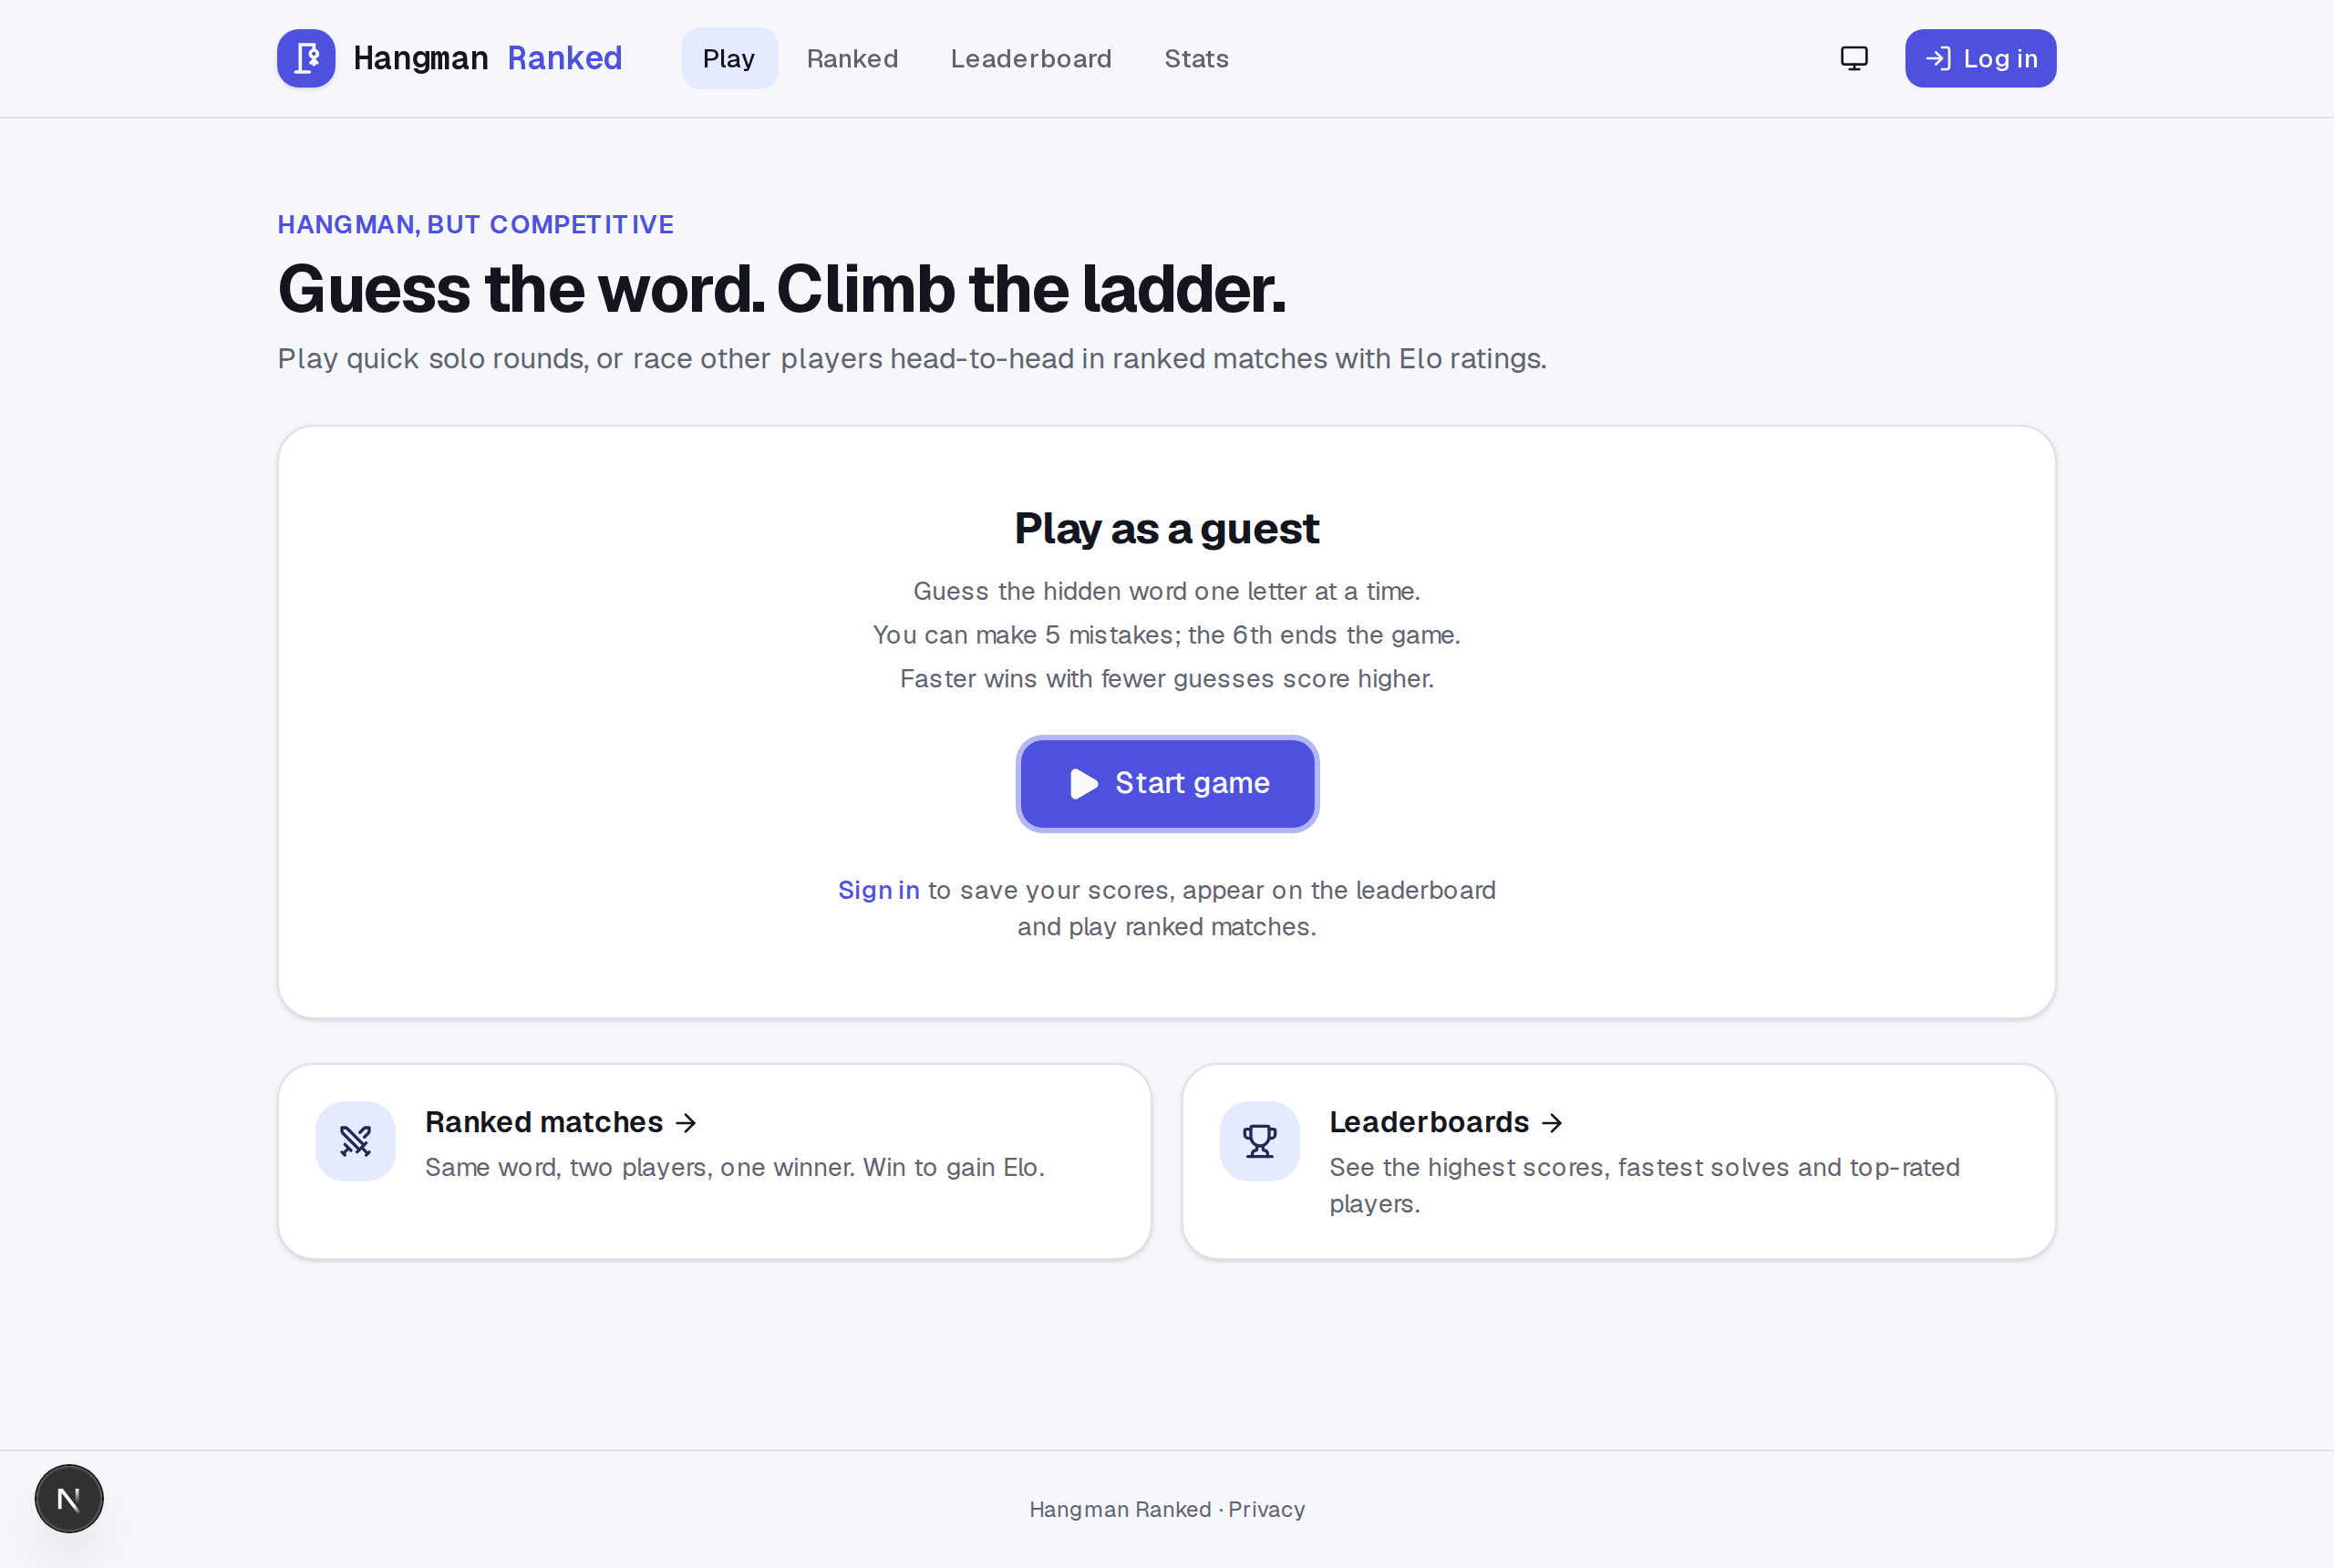 Hangman Ranked
Play
Ranked
Leaderboard
Stats
Log in
HANGMAN, BUT COMPETITIVE
Guess the word. Climb the ladder.
Play quick solo rounds, or race other players head-to-head in ranked matches with Elo ratings.
Play as a guest
Guess the hidden word one letter at a time.
You can make 5 mistakes; the 6th ends the game.
Faster wins with fewer guesses score higher.
Start game
Sign in to save your scores, appear on the leaderboard
and play ranked matches.
Ranked matches →
Same word, two players, one winner. Win to gain Elo.
Leaderboards →
See the highest scores, fastest solves and top-rated
players.
N
Hangman Ranked · Privacy